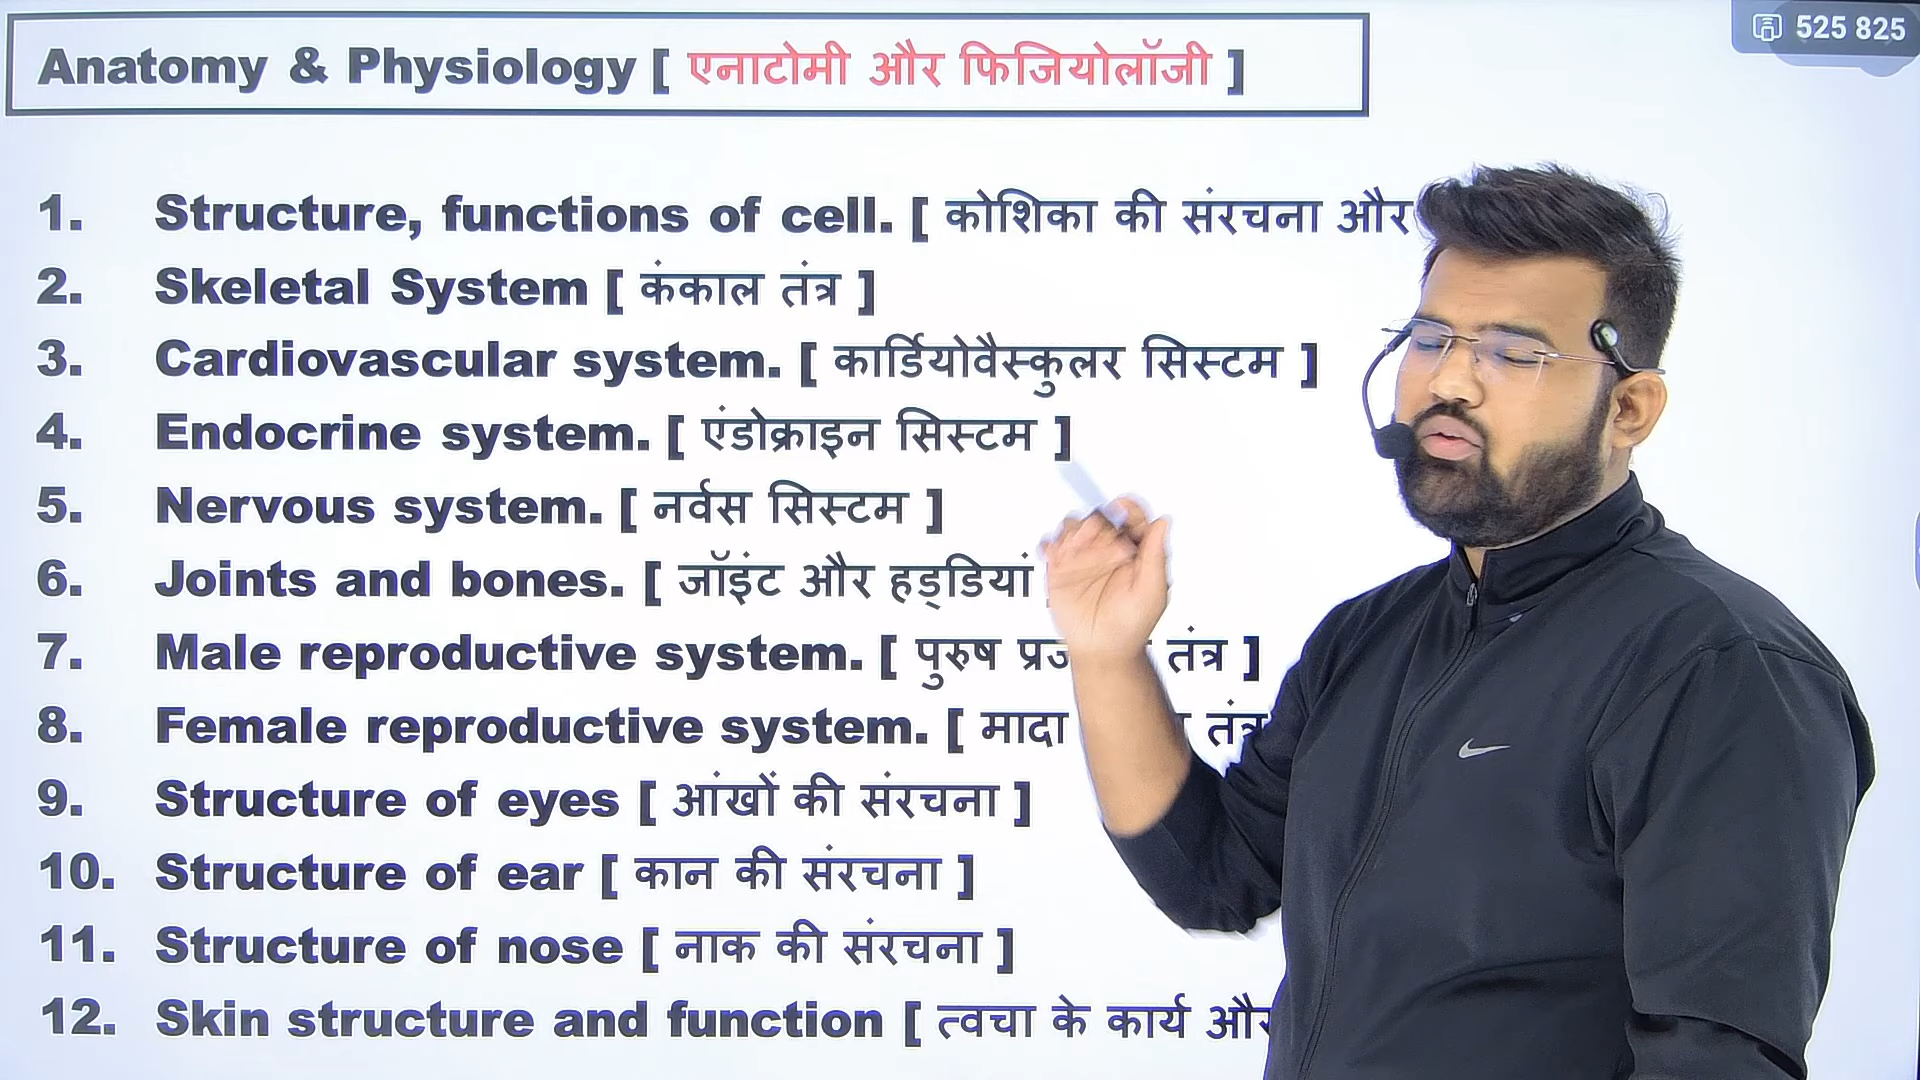 525 825
Anatomy & Physiology [ एनाटोमी और फिजियोलॉजी ]
1. Structure, functions of cell. [ कोशिका की संरचना और
2. Skeletal System [ कंकाल तंत्र ]
3. Cardiovascular system. [ कार्डियोवैस्कुलर सिस्टम ]
4. Endocrine system. [ एंडोक्राइन सिस्टम ]
5. Nervous system. [ नर्वस सिस्टम ]
6. Joints and bones. [ जॉइंट और हड्डियां
7. Male reproductive system. [ पुरुष तंत्र ]
8. Female reproductive system. [ मादा तंत्र
9. Structure of eyes [ आंखों की संरचना ]
10. Structure of ear [ कान की संरचना ]
11. Structure of nose [ नाक की संरचना ]
12. Skin structure and function [ त्वचा के कार्य और